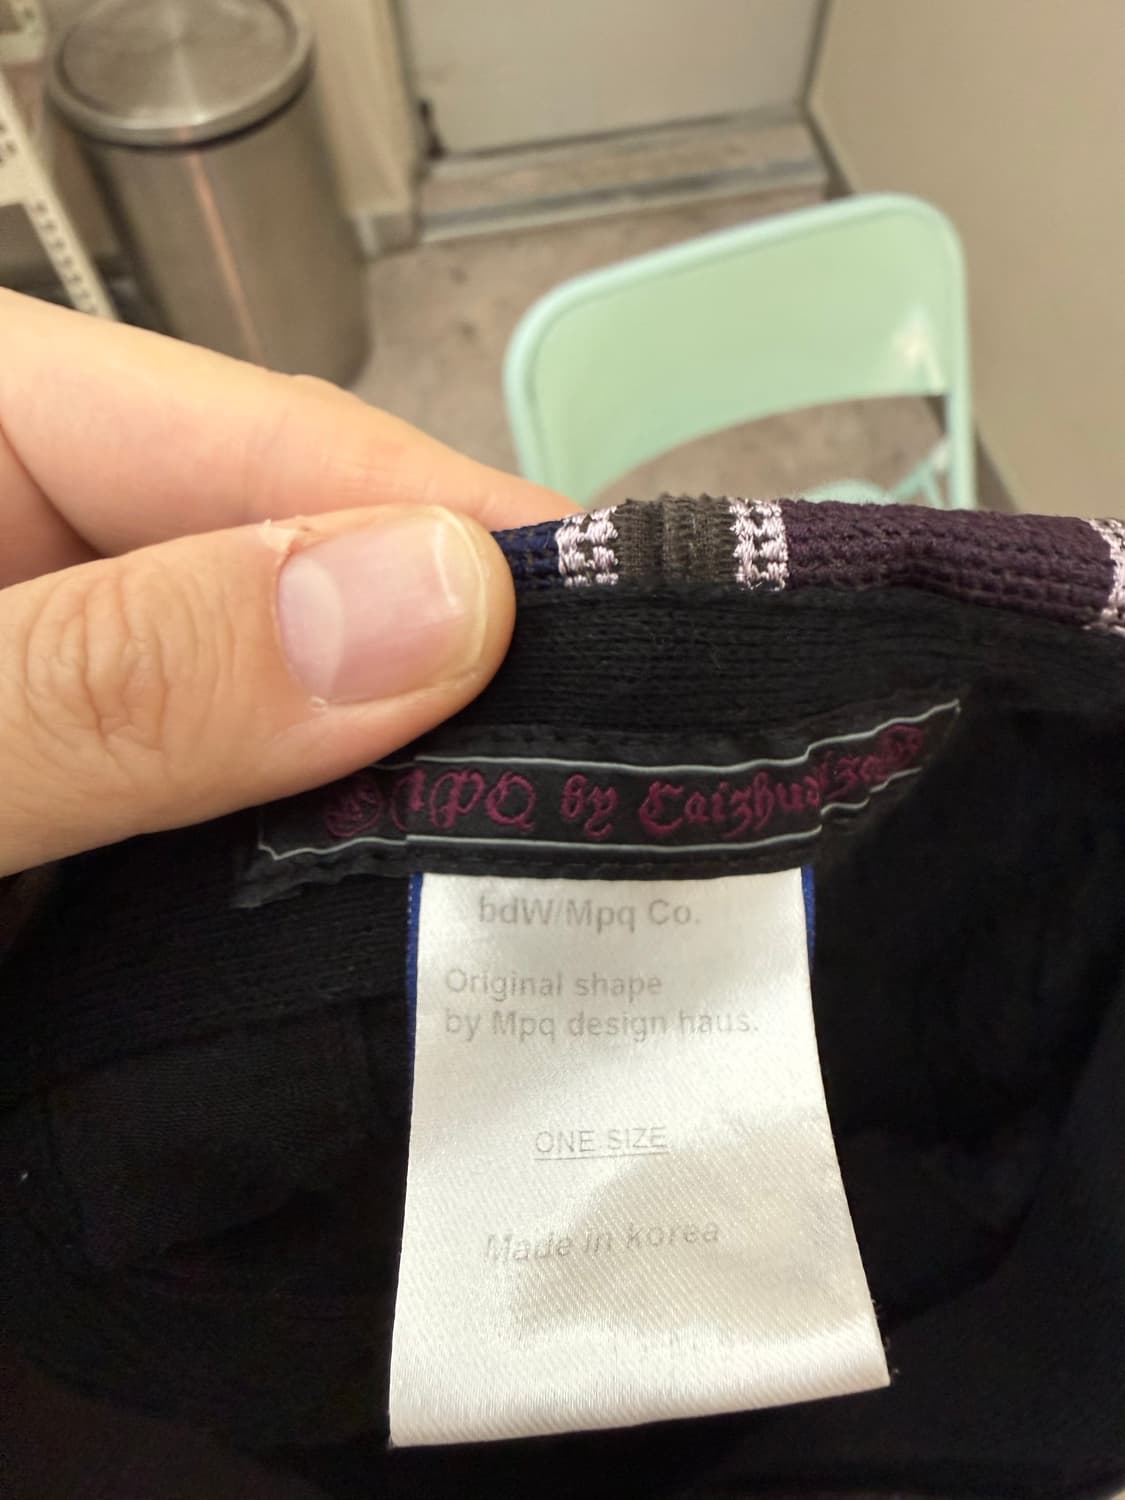 MPQ by
bdW/Mpq Co.
Original shape
by Mpq design haus.
ONE SIZE
Made in korea